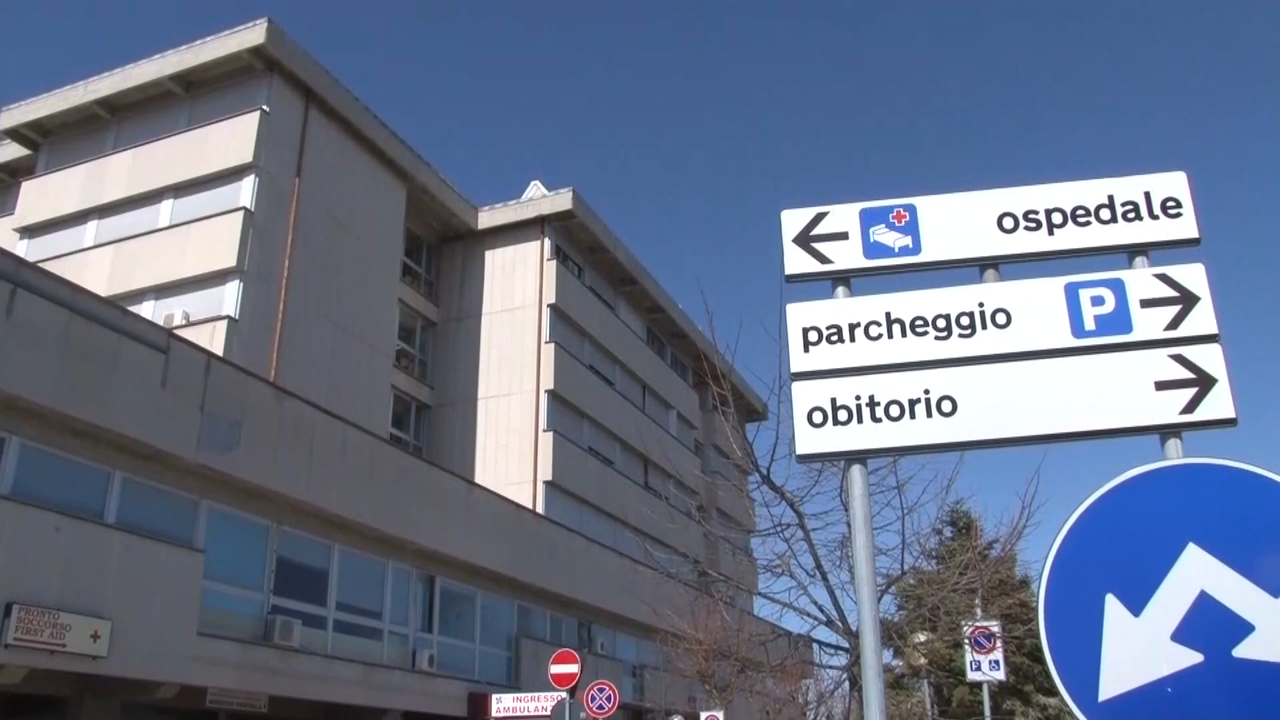 ospedale
parcheggio P
obitorio
PRONTO
SOCCORSO
FIRST AID
INGRESSO
AMBULANZ
P